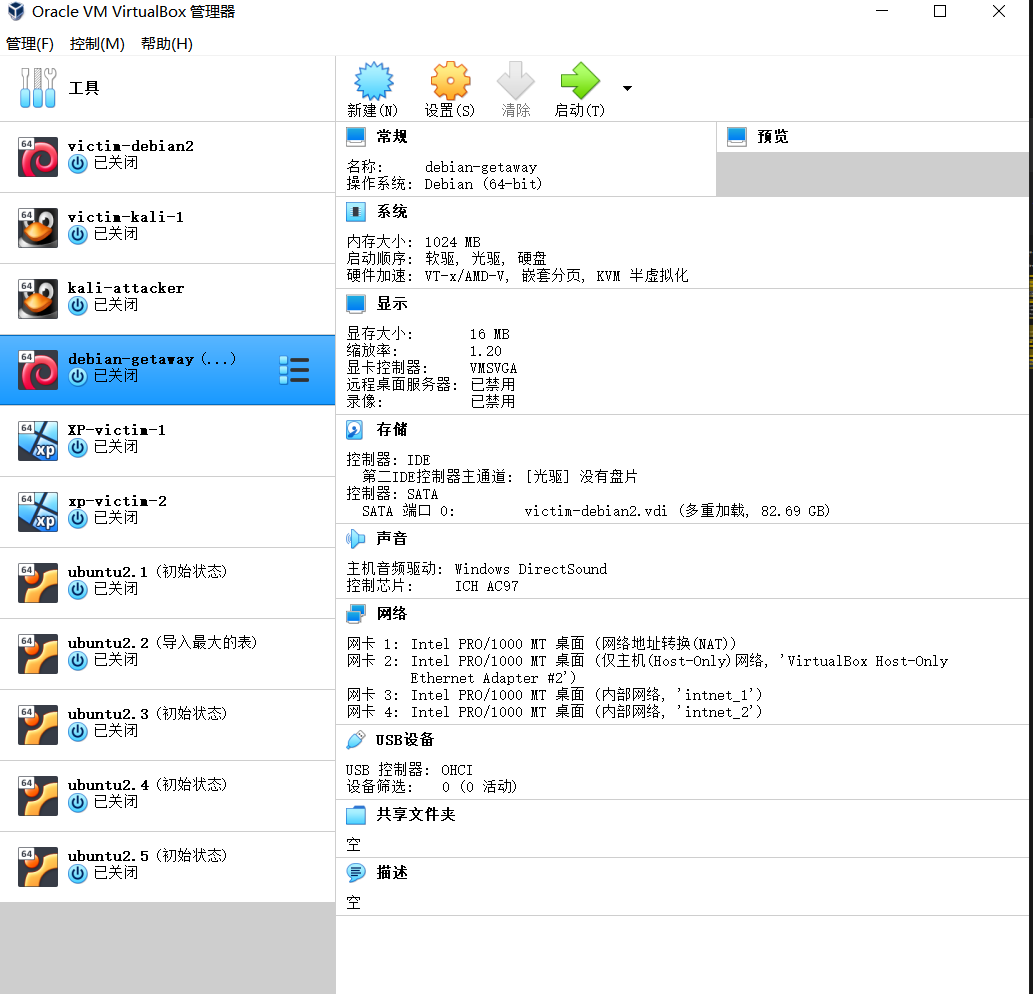 Oracle VM VirtualBox 管理器
管理(F) 控制(M) 帮助(H)
工具
新建(N) 设置(S) 清除 启动(T)
64 victim-debian2
已关闭
64 victim-kali-1
已关闭
64 kali-attacker
已关闭
64 debian-getaway (...)
已关闭
64 XP-victim-1
xp 已关闭
64 xp-victim-2
xp 已关闭
64 ubuntu2.1 (初始状态)
已关闭
64 ubuntu2.2 (导入最大的表)
已关闭
64 ubuntu2.3 (初始状态)
已关闭
64 ubuntu2.4 (初始状态)
已关闭
64 ubuntu2.5 (初始状态)
已关闭
常规
名称: debian-getaway
操作系统: Debian (64-bit)
预览
系统
内存大小: 1024 MB
启动顺序: 软驱, 光驱, 硬盘
硬件加速: VT-x/AMD-V, 嵌套分页, KVM 半虚拟化
显示
显存大小: 16 MB
缩放率: 1.20
显卡控制器: VMSVGA
远程桌面服务器: 已禁用
录像: 已禁用
存储
控制器: IDE
第二IDE控制器主通道: [光驱] 没有盘片
控制器: SATA
SATA 端口 0: victim-debian2.vdi (多重加载, 82.69 GB)
声音
主机音频驱动: Windows DirectSound
控制芯片: ICH AC97
网络
网卡 1: Intel PRO/1000 MT 桌面 (网络地址转换(NAT))
网卡 2: Intel PRO/1000 MT 桌面 (仅主机(Host-Only)网络, 'VirtualBox Host-Only
Ethernet Adapter #2')
网卡 3: Intel PRO/1000 MT 桌面 (内部网络, 'intnet_1')
网卡 4: Intel PRO/1000 MT 桌面 (内部网络, 'intnet_2')
USB设备
USB 控制器: OHCI
设备筛选: 0 (0 活动)
共享文件夹
空
描述
空